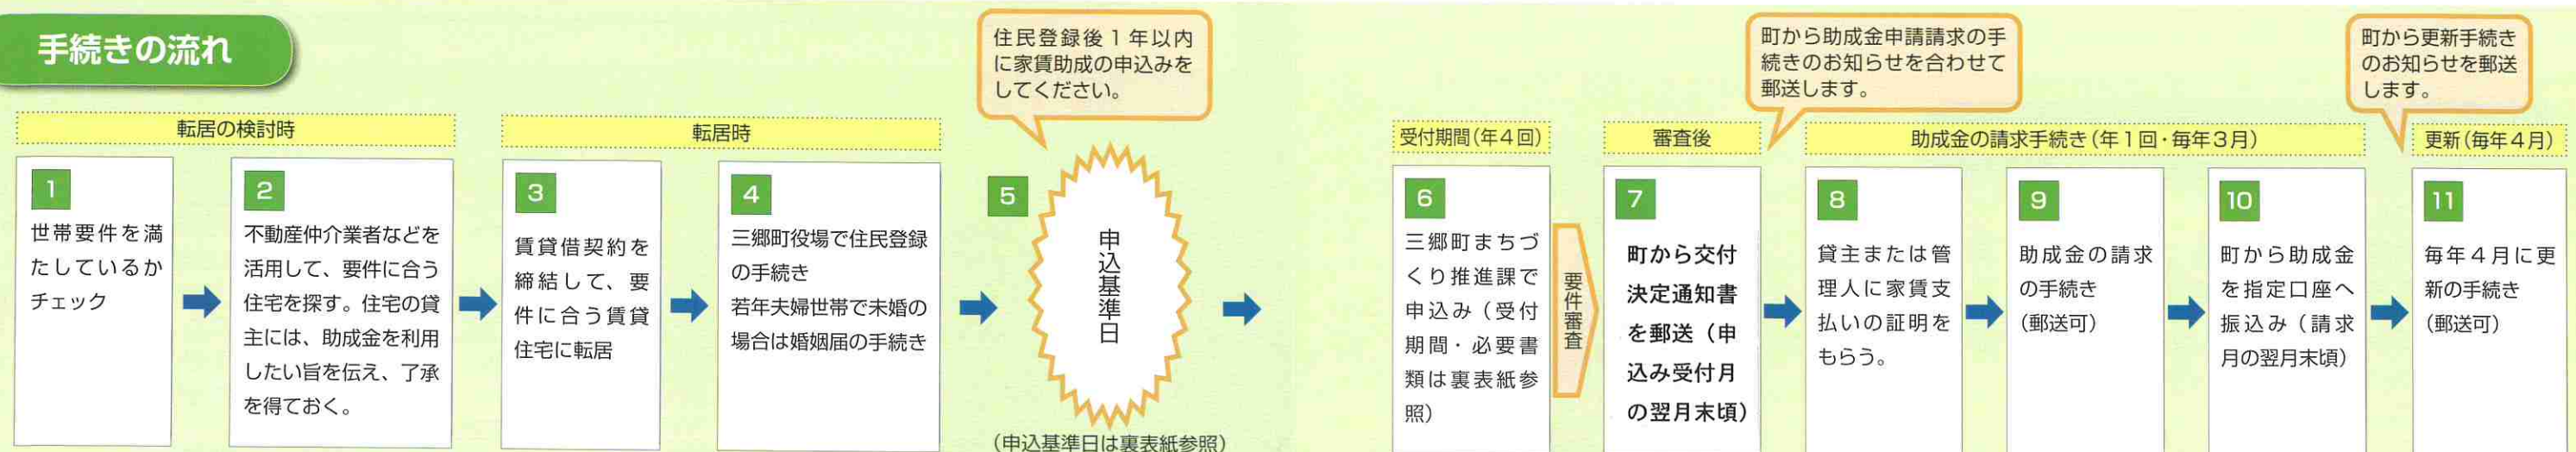 手続きの流れ
転居の検討時
1
世帯要件を満
たしているか
チェック
2
不動産仲介業者などを
活用して、要件に合う
住宅を探す。住宅の貸
主には、助成金を利用
したい旨を伝え、了承
を得ておく。
転居時
3
賃貸借契約を
締結して、要
件に合う賃貸
住宅に転居
4
三郷町役場で住民登録
の手続き
若年夫婦世帯で未婚の
場合は婚姻届の手続き
住民登録後1年以内
に家賃助成の申込みを
してください。
5
申込基準日
(申込基準日は裏表紙参照)
受付期間(年4回)
6
三郷町まちづ
くり推進課で
申込み(受付
期間・必要書
類は裏表紙参
照)
要件審査
審査後
7
町から交付
決定通知書
を郵送(申
込み受付月
の翌月末頃)
町から助成金申請請求の手
続きのお知らせを合わせて
郵送します。
助成金の請求手続き(年1回・毎年3月)
8
貸主または管
理人に家賃支
払いの証明を
もらう。
9
助成金の請求
の手続き
(郵送可)
10
町から助成金
を指定口座へ
振込み(請求
月の翌月末頃)
町から更新手続き
のお知らせを郵送
します。
更新(毎年4月)
11
毎年4月に更
新の手続き
(郵送可)